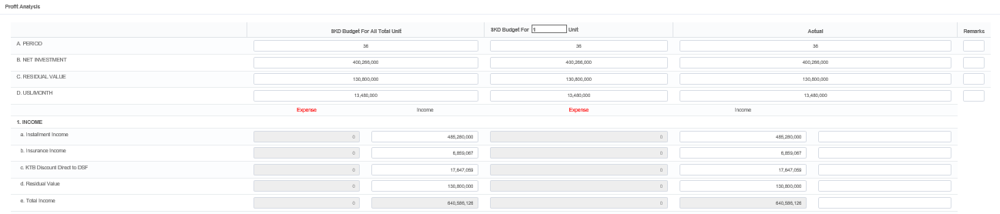 Profit Analysis
SKD Budget For All Total Unit SKD Budget For 1 Unit Actual Remarks
A. PERIOD 36 36 36
B. NET INVESTMENT 400,266,000 400,266,000 400,266,000
C. RESIDUAL VALUE 130,800,000 130,800,000 130,800,000
D. USL/MONTH 13,480,000 13,480,000 13,480,000
Expense Income Expense Income
1. INCOME
a. Installment Income 0 485,280,000 0 485,280,000
b. Insurance Income 0 6,859,067 0 6,859,067
c. KTB Discount Direct to DSF 0 17,647,059 0 17,647,059
d. Residual Value 0 130,800,000 0 130,800,000
e. Total Income 0 640,586,126 0 640,586,126